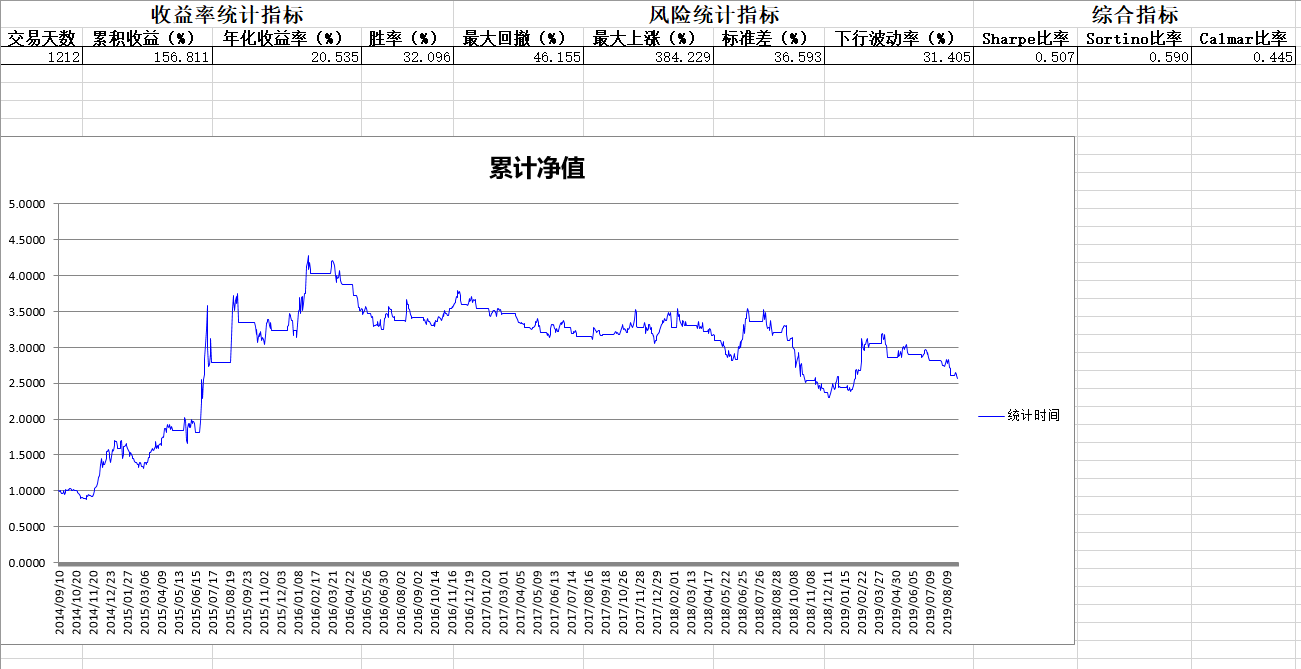 收益率统计指标 风险统计指标 综合指标
交易天数 累积收益（%） 年化收益率（%） 胜率（%） 最大回撤（%） 最大上涨（%） 标准差（%） 下行波动率（%） Sharpe比率 Sortino比率 Calmar比率
1212 156.811 20.535 32.096 46.155 384.229 36.593 31.405 0.507 0.590 0.445
累计净值
5.0000
4.5000
4.0000
3.5000
3.0000
2.5000
2.0000
1.5000
1.0000
0.5000
0.0000
统计时间
2014/09/10 2014/10/20 2014/11/20 2014/12/23 2015/01/27 2015/03/06 2015/04/09 2015/05/13 2015/06/15 2015/07/17 2015/08/19 2015/09/23 2015/11/02 2015/12/03 2016/01/08 2016/02/17 2016/03/21 2016/04/22 2016/05/26 2016/06/30 2016/08/02 2016/09/02 2016/10/14 2016/11/16 2016/12/19 2017/01/20 2017/03/01 2017/04/05 2017/05/09 2017/06/13 2017/07/14 2017/08/16 2017/09/18 2017/10/26 2017/11/28 2017/12/29 2018/02/01 2018/03/13 2018/04/17 2018/05/22 2018/06/25 2018/07/26 2018/08/28 2018/10/08 2018/11/08 2018/12/11 2019/01/15 2019/02/22 2019/03/27 2019/04/30 2019/06/05 2019/07/09 2019/08/09